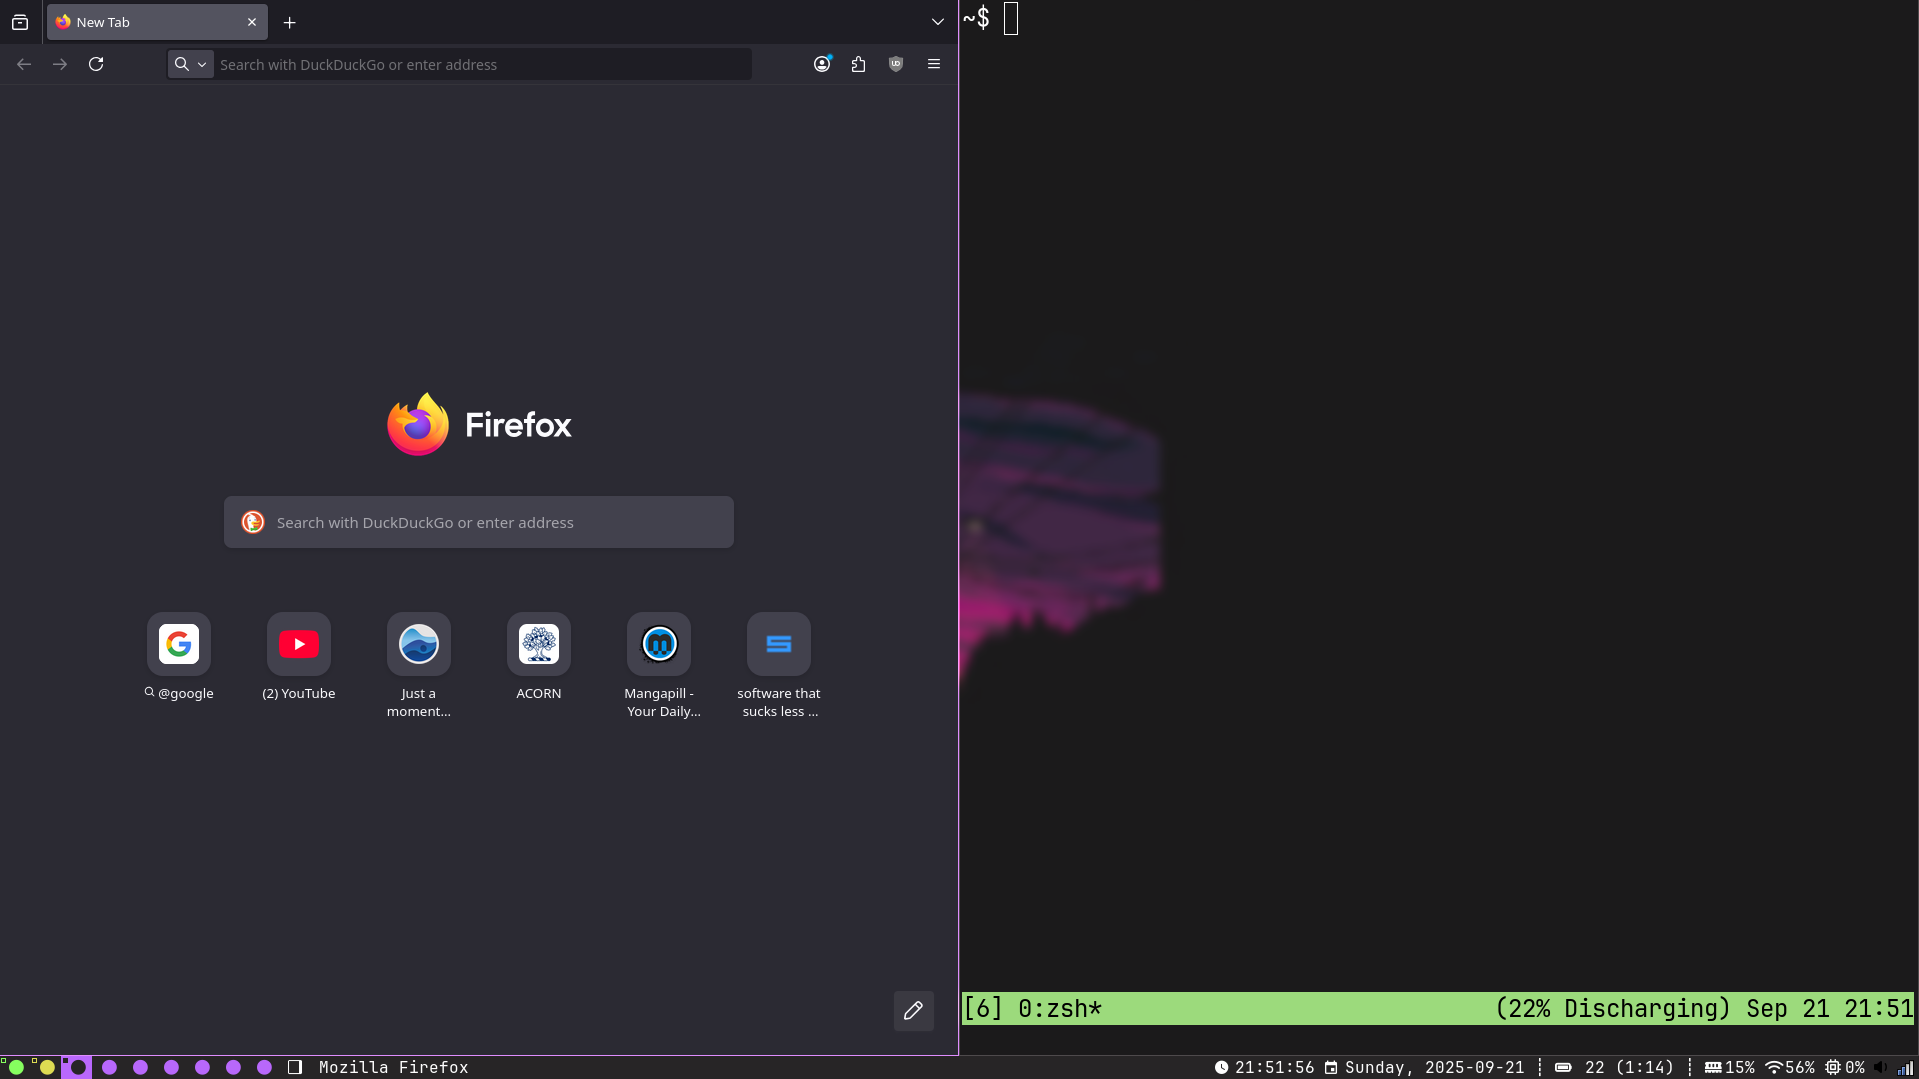 New Tab
~$
Search with DuckDuckGo or enter address
Firefox
Search with DuckDuckGo or enter address
@google
(2) YouTube
Just a
moment...
ACORN
Mangapill -
Your Daily...
software that
sucks less ...
[6] 0:zsh*
(22% Discharging) Sep 21 21:51
Mozilla Firefox
21:51:56
Sunday, 2025-09-21
22 (1:14)
15%
56%
0%